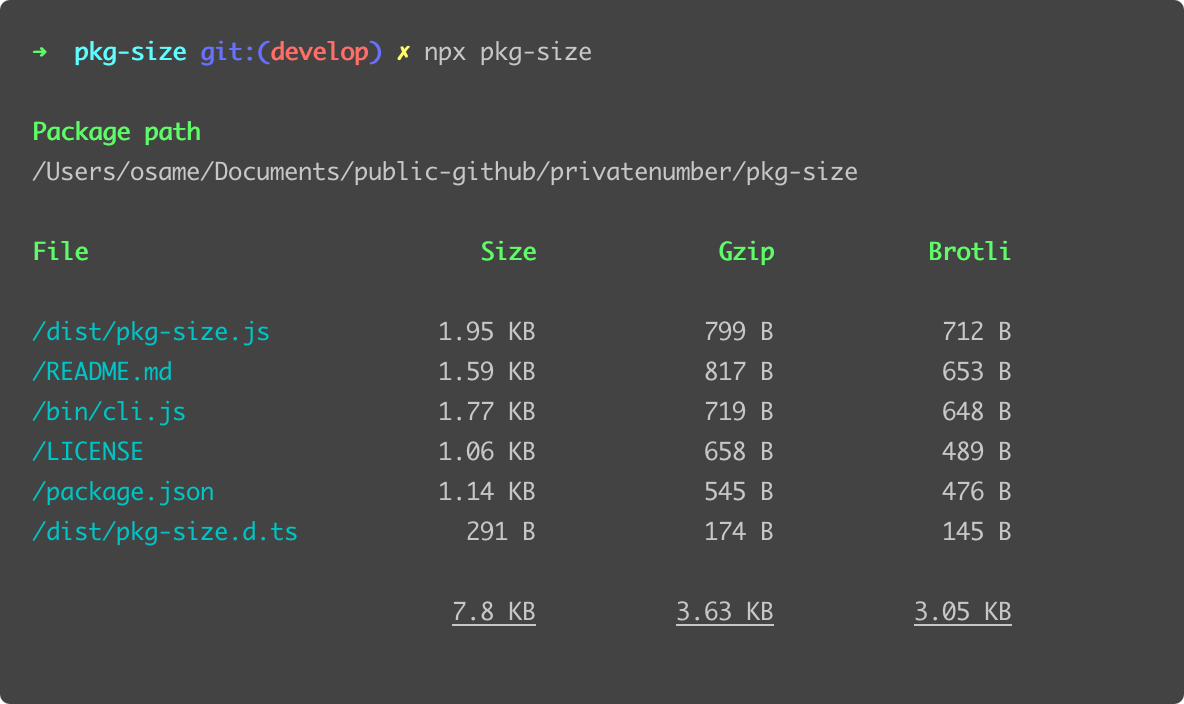 ➜  pkg-size git:(develop) ✗ npx pkg-size
Package path
/Users/osame/Documents/public-github/privatenumber/pkg-size
File Size Gzip Brotli
/dist/pkg-size.js 1.95 KB 799 B 712 B
/README.md 1.59 KB 817 B 653 B
/bin/cli.js 1.77 KB 719 B 648 B
/LICENSE 1.06 KB 658 B 489 B
/package.json 1.14 KB 545 B 476 B
/dist/pkg-size.d.ts 291 B 174 B 145 B
7.8 KB 3.63 KB 3.05 KB